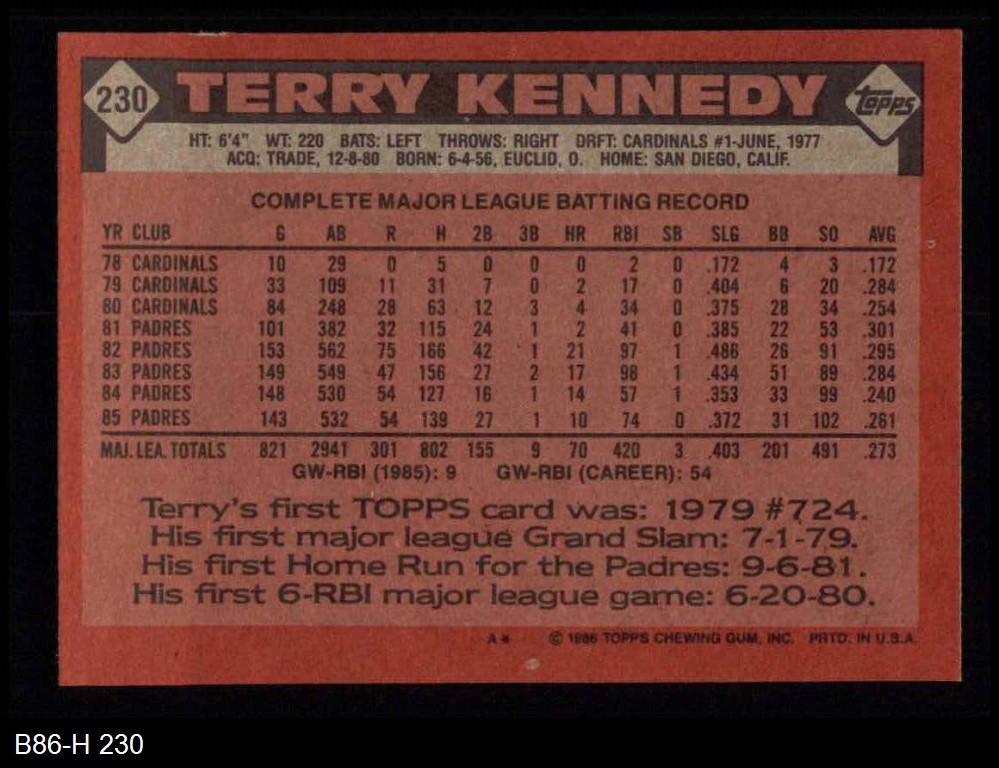 230 TERRY KENNEDY topps
HT: 6'4" WT: 220 BATS: LEFT THROWS: RIGHT DRFT: CARDINALS #1-JUNE, 1977
ACQ: TRADE, 12-8-80 BORN: 6-4-56, EUCLID, O. HOME: SAN DIEGO, CALIF.
COMPLETE MAJOR LEAGUE BATTING RECORD
YR CLUB G AB R H 2B 3B HR RBI SB SLG BB SO AVG
78 CARDINALS 10 29 0 5 0 0 0 2 0 .172 4 3 .172
79 CARDINALS 33 109 11 31 7 0 2 17 0 .404 6 20 .284
80 CARDINALS 84 248 28 63 12 3 4 34 0 .375 28 34 .254
81 PADRES 101 382 32 115 24 1 2 41 0 .385 22 53 .301
82 PADRES 153 562 75 166 42 1 21 97 1 .486 26 91 .295
83 PADRES 149 549 47 156 27 2 17 98 1 .434 51 89 .284
84 PADRES 148 530 54 127 16 1 14 57 1 .353 33 99 .240
85 PADRES 143 532 54 139 27 1 10 74 0 .372 31 102 .261
MAJ. LEA. TOTALS 821 2941 301 802 155 9 70 420 3 .403 201 491 .273
GW-RBI (1985): 9 GW-RBI (CAREER): 54
Terry's first TOPPS card was: 1979 #724.
His first major league Grand Slam: 7-1-79.
His first Home Run for the Padres: 9-6-81.
His first 6-RBI major league game: 6-20-80.
A* © 1986 TOPPS CHEWING GUM, INC. PRTD. IN U.S.A.
B86-H 230